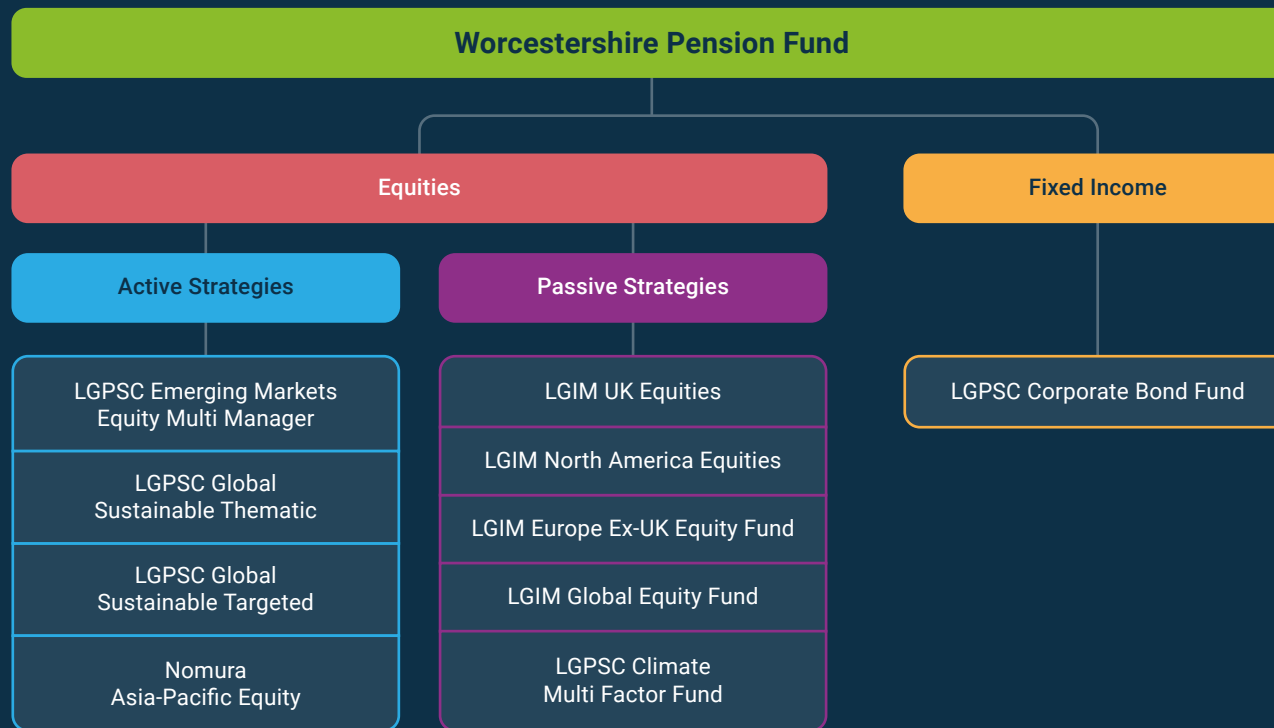 Worcestershire Pension Fund
Equities
Fixed Income
Active Strategies
Passive Strategies
LGPSC Emerging Markets
Equity Multi Manager
LGPSC Global
Sustainable Thematic
LGPSC Global
Sustainable Targeted
Nomura
Asia-Pacific Equity
LGIM UK Equities
LGIM North America Equities
LGIM Europe Ex-UK Equity Fund
LGIM Global Equity Fund
LGPSC Climate
Multi Factor Fund
LGPSC Corporate Bond Fund